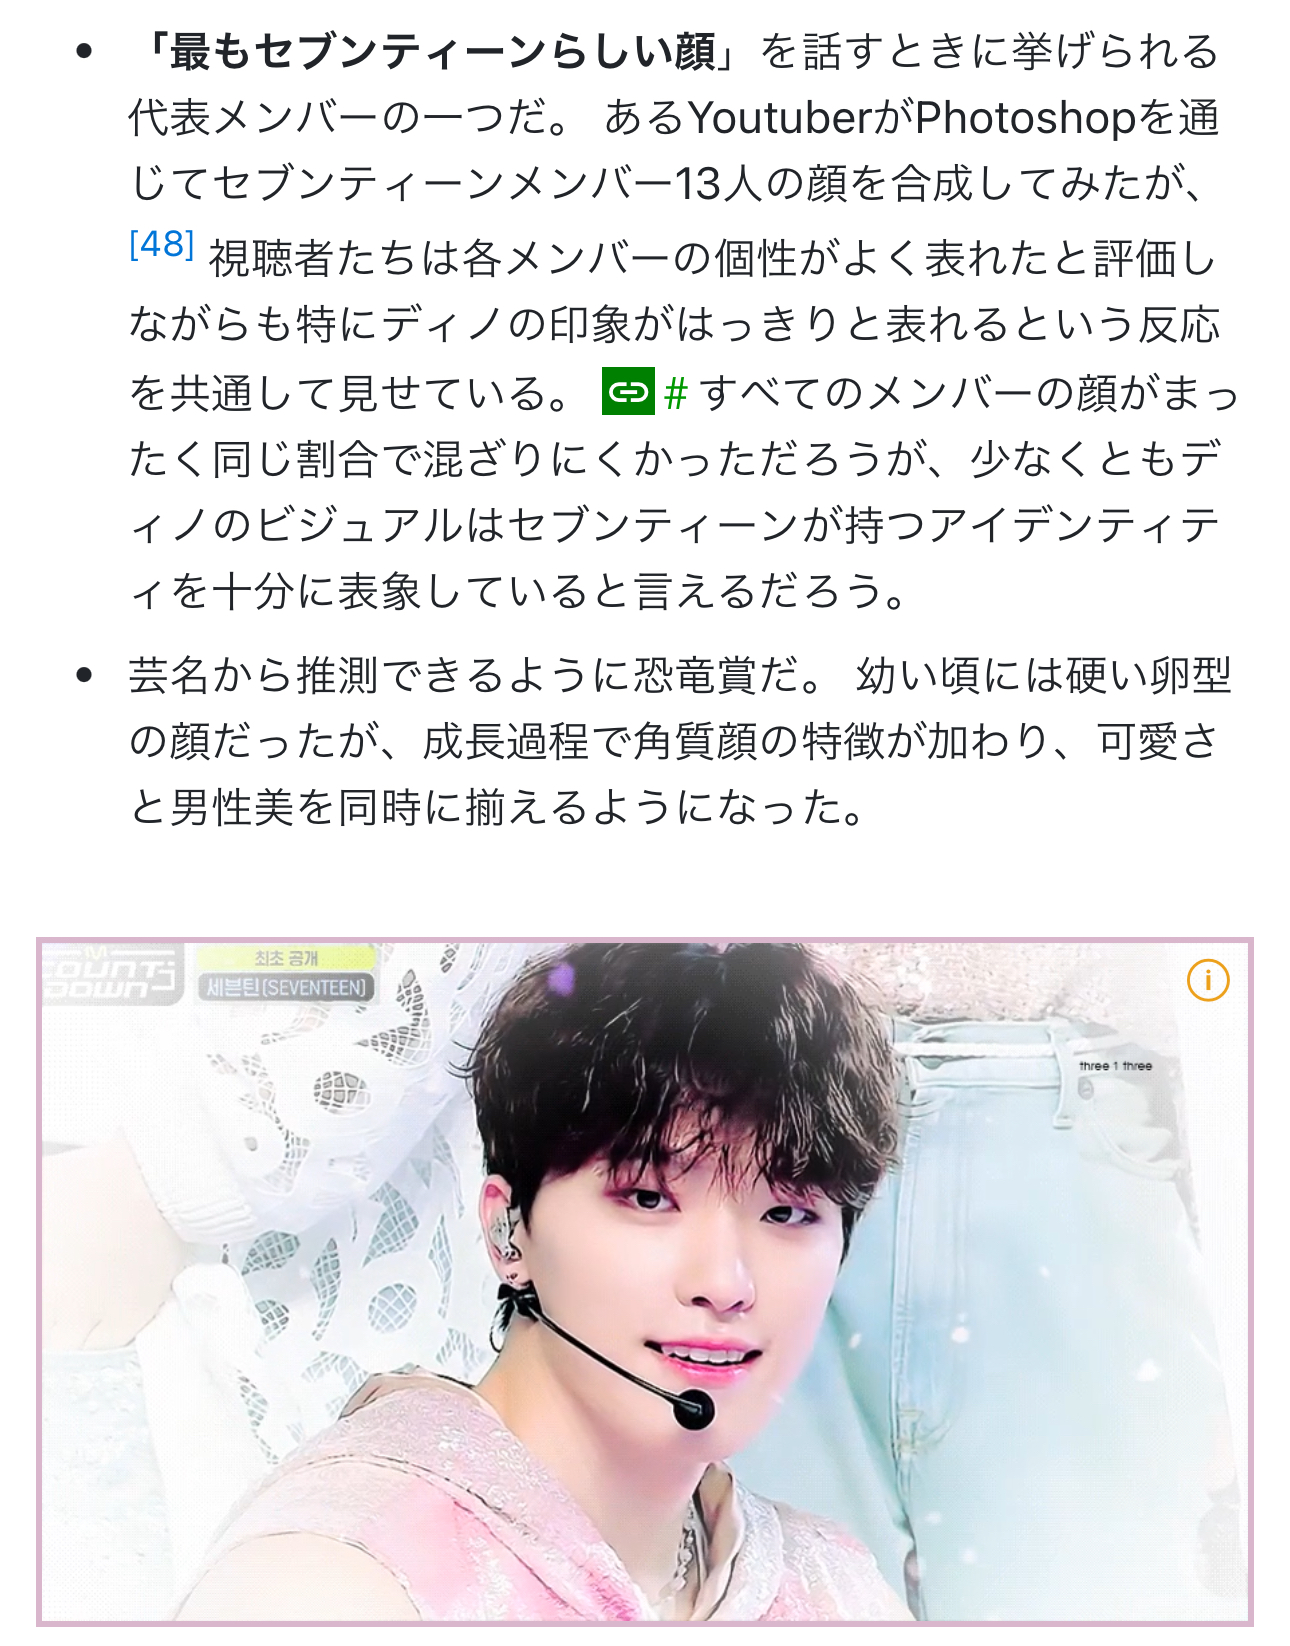 「最もセブンティーンらしい顔」を話すときに挙げられる
代表メンバーの一つだ。 あるYoutuberがPhotoshopを通
じてセブンティーンメンバー13人の顔を合成してみたが、
[48] 視聴者たちは各メンバーの個性がよく表れたと評価し
ながらも特にディノの印象がはっきりと表れるという反応
を共通して見せている。 # すべてのメンバーの顔がまっ
たく同じ割合で混ざりにくかっただろうが、少なくともデ
ィノのビジュアルはセブンティーンが持つアイデンティテ
ィを十分に表象していると言えるだろう。
芸名から推測できるように恐竜賞だ。 幼い頃には硬い卵型
の顔だったが、成長過程で角質顔の特徴が加わり、可愛さ
と男性美を同時に揃えるようになった。
M
COUNT
DOWN
최초 공개
세븐틴(SEVENTEEN)
i
three 1 three